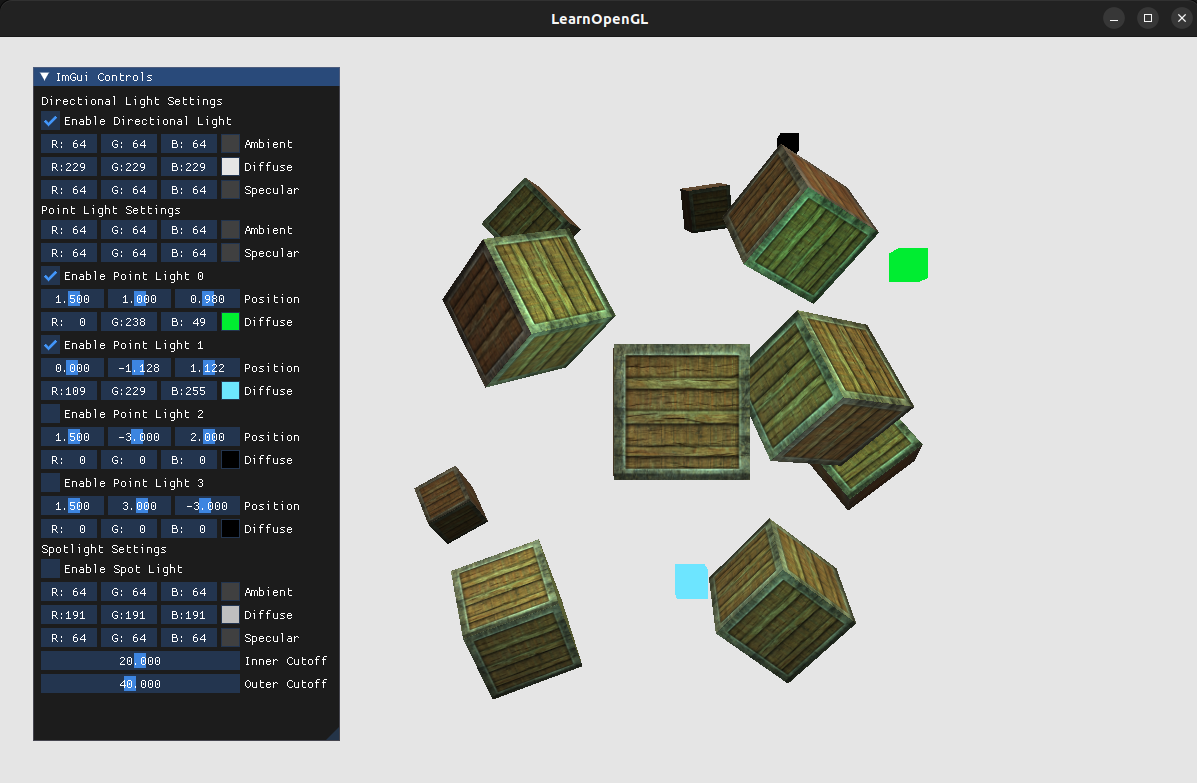 LearnOpenGL
ImGui Controls
Directional Light Settings
Enable Directional Light
R: 64 G: 64 B: 64 Ambient
R:229 G:229 B:229 Diffuse
R: 64 G: 64 B: 64 Specular
Point Light Settings
R: 64 G: 64 B: 64 Ambient
R: 64 G: 64 B: 64 Specular
Enable Point Light 0
1.500 1.000 0.980 Position
R: 0 G:238 B: 49 Diffuse
Enable Point Light 1
0.000 -1.128 1.122 Position
R:109 G:229 B:255 Diffuse
Enable Point Light 2
1.500 -3.000 2.000 Position
R: 0 G: 0 B: 0 Diffuse
Enable Point Light 3
1.500 3.000 -3.000 Position
R: 0 G: 0 B: 0 Diffuse
Spotlight Settings
Enable Spot Light
R: 64 G: 64 B: 64 Ambient
R:191 G:191 B:191 Diffuse
R: 64 G: 64 B: 64 Specular
20.000 Inner Cutoff
40.000 Outer Cutoff